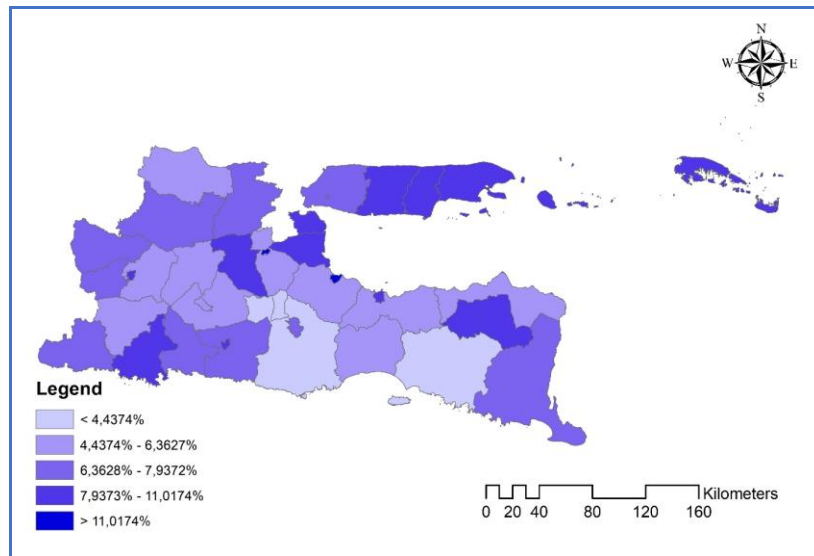 N
W E
S
Legend
< 4,4374%
4,4374% - 6,3627%
6,3628% - 7,9372%
7,9373% - 11,0174%
> 11,0174%
Kilometers
0 20 40 80 120 160